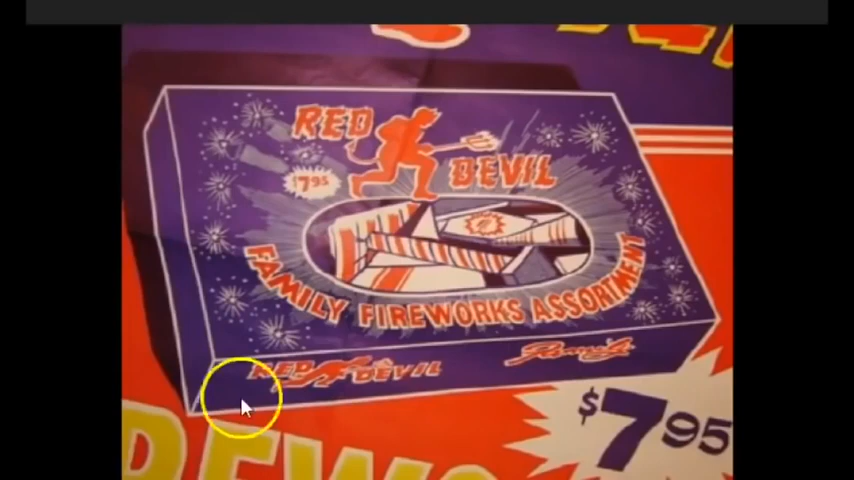 RED
DEVIL
$7.95
FAMILY FIREWORKS ASSORTMENT
RED DEVIL
$7.95